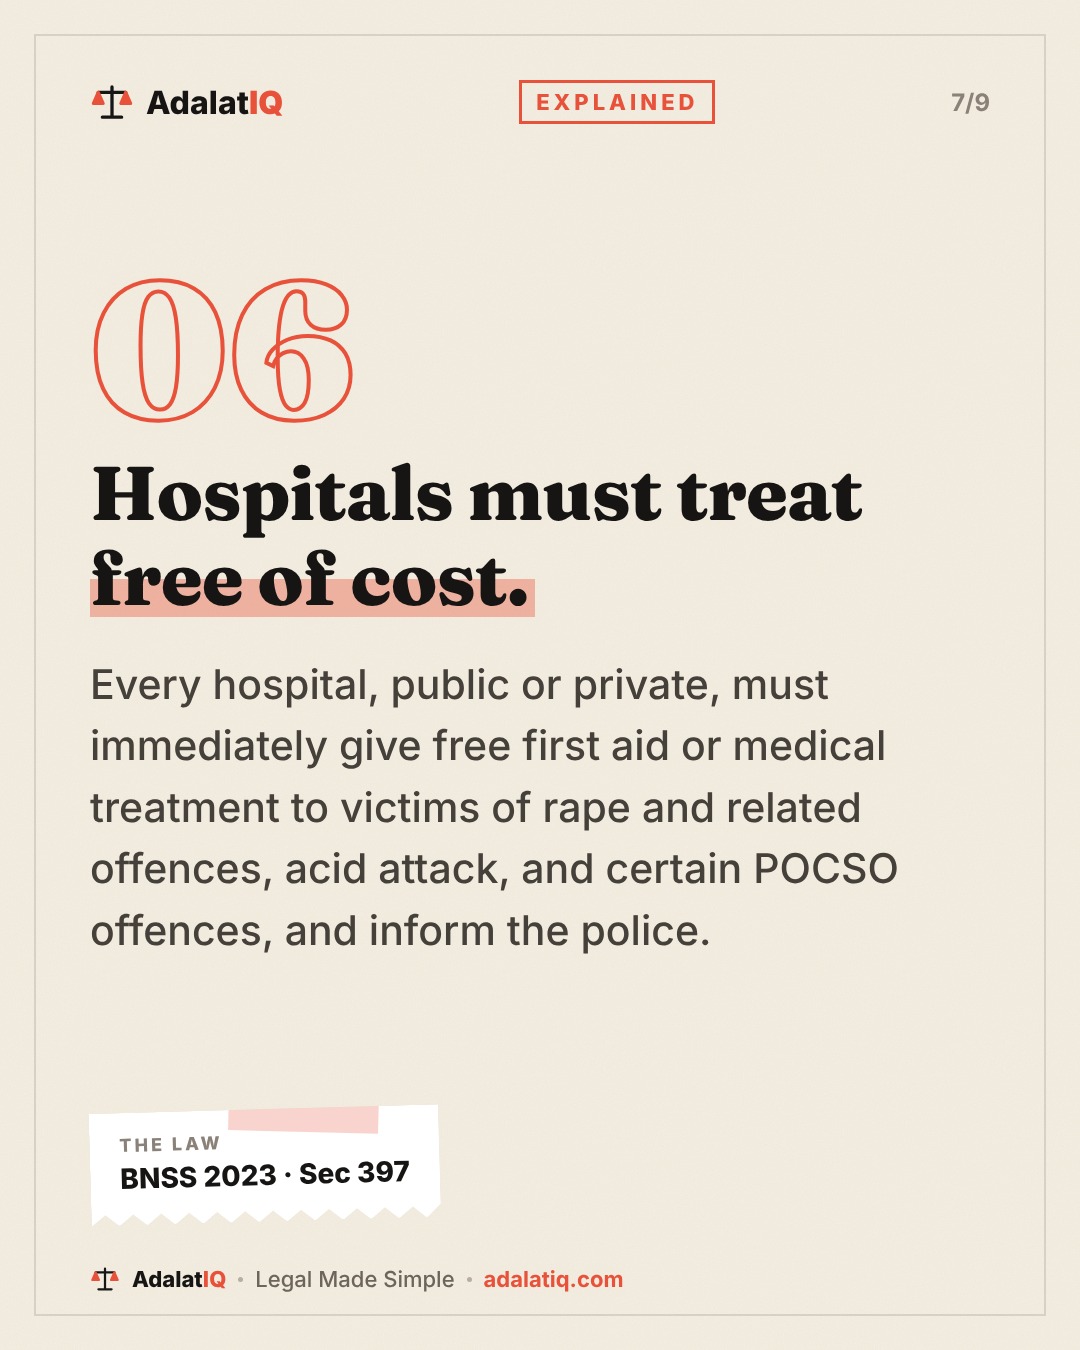 AdalatIQ
EXPLAINED
7/9
06
Hospitals must treat
free of cost.
Every hospital, public or private, must
immediately give free first aid or medical
treatment to victims of rape and related
offences, acid attack, and certain POCSO
offences, and inform the police.
THE LAW
BNSS 2023 · Sec 397
AdalatIQ • Legal Made Simple • adalatiq.com